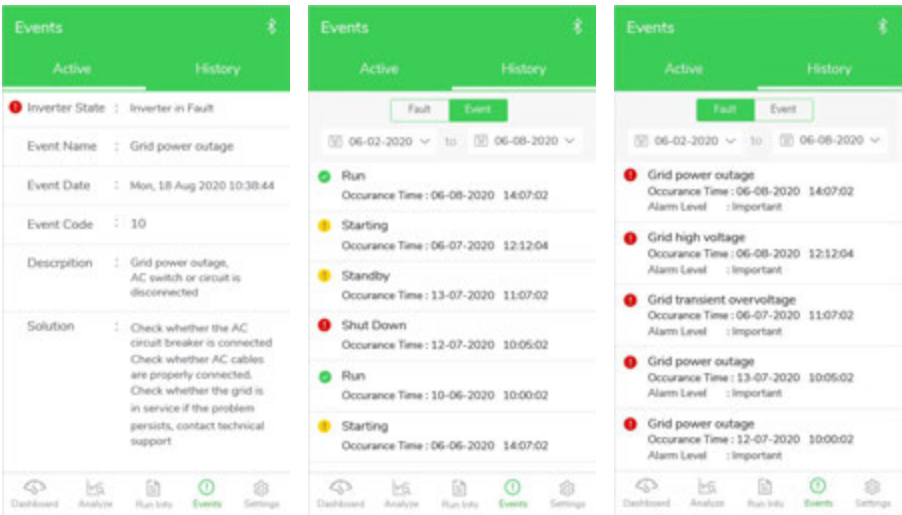 Events
Active History
Inverter State : Inverter in Fault
Event Name : Grid power outage
Event Date : Mon, 18 Aug 2020 10:38:44
Event Code : 10
Descrpition : Grid power outage,
AC switch or circuit is
disconnected
Solution : Check whether the AC
circuit breaker is connected
Check whether AC cables
are properly connected.
Check whether the grid is
in service if the problem
persists, contact technical
support
Dashboard Analyze Run Info Events Settings
Events
Active History
Fault Event
06-02-2020 to 06-08-2020
Run
Occurance Time : 06-08-2020 14:07:02
Starting
Occurance Time : 06-07-2020 12:12:04
Standby
Occurance Time : 13-07-2020 11:07:02
Shut Down
Occurance Time : 12-07-2020 10:05:02
Run
Occurance Time : 10-06-2020 10:00:02
Starting
Occurance Time : 06-06-2020 14:07:02
Dashboard Analyze Run Info Events Settings
Events
Active History
Fault Event
06-02-2020 to 06-08-2020
Grid power outage
Occurance Time : 06-08-2020 14:07:02
Alarm Level : Important
Grid high voltage
Occurance Time : 06-08-2020 12:12:04
Alarm Level : Important
Grid transient overvoltage
Occurance Time : 06-07-2020 11:07:02
Alarm Level : Important
Grid power outage
Occurance Time : 13-07-2020 10:05:02
Alarm Level : Important
Grid power outage
Occurance Time : 12-07-2020 10:00:02
Alarm Level : Important
Dashboard Analyze Run Info Events Settings